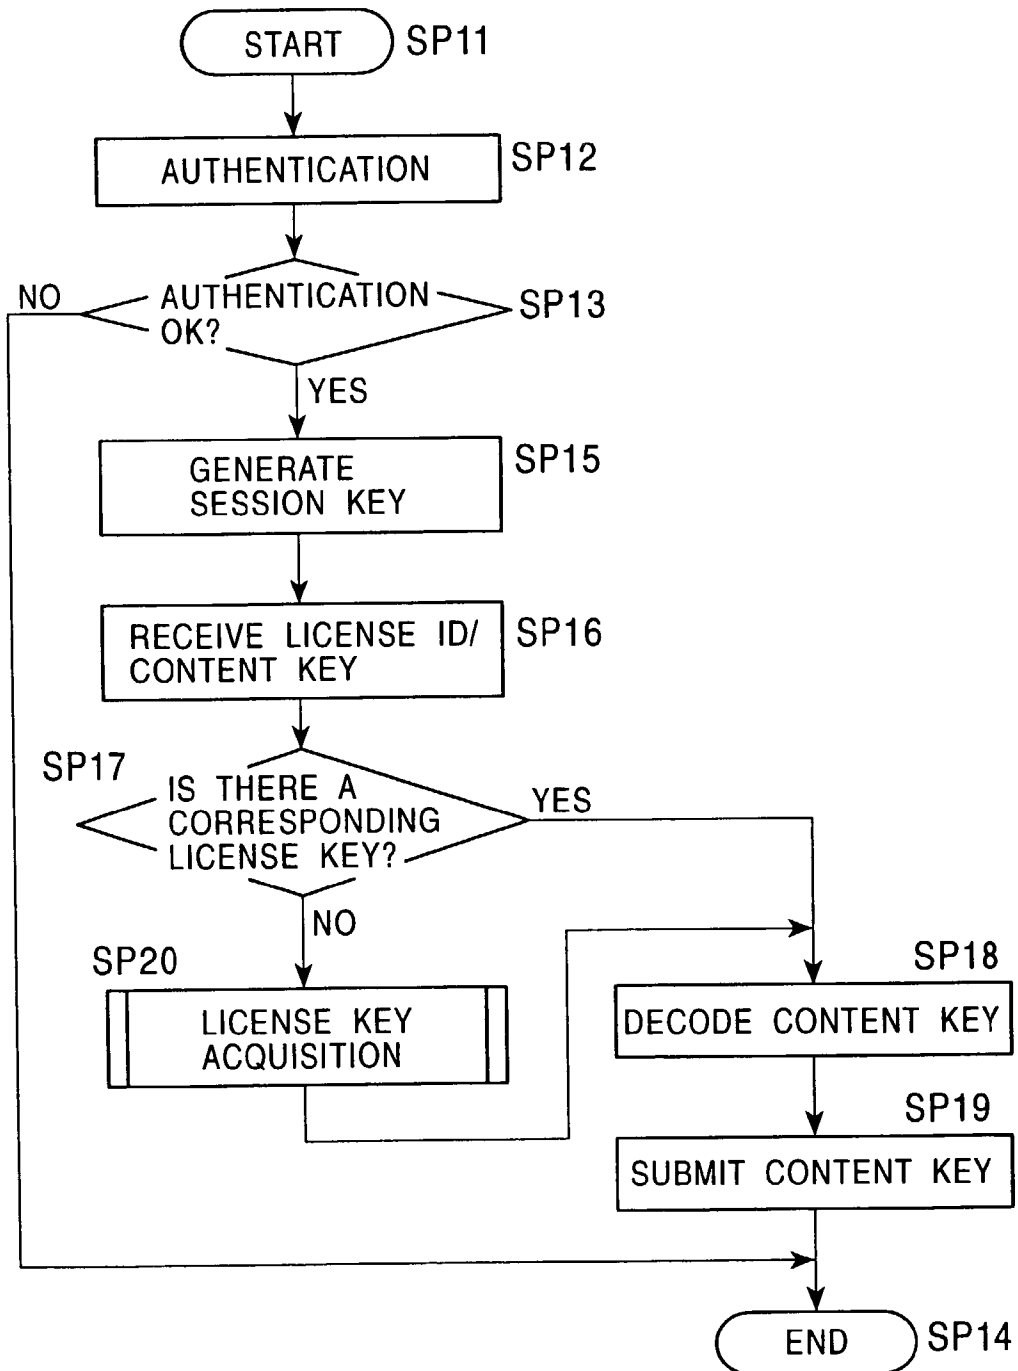 START SP11
AUTHENTICATION SP12
NO AUTHENTICATION
OK? SP13
YES
GENERATE
SESSION KEY SP15
RECEIVE LICENSE ID/
CONTENT KEY SP16
SP17
IS THERE A
CORRESPONDING
LICENSE KEY?
YES
NO
SP20
LICENSE KEY
ACQUISITION
SP18
DECODE CONTENT KEY
SP19
SUBMIT CONTENT KEY
END SP14